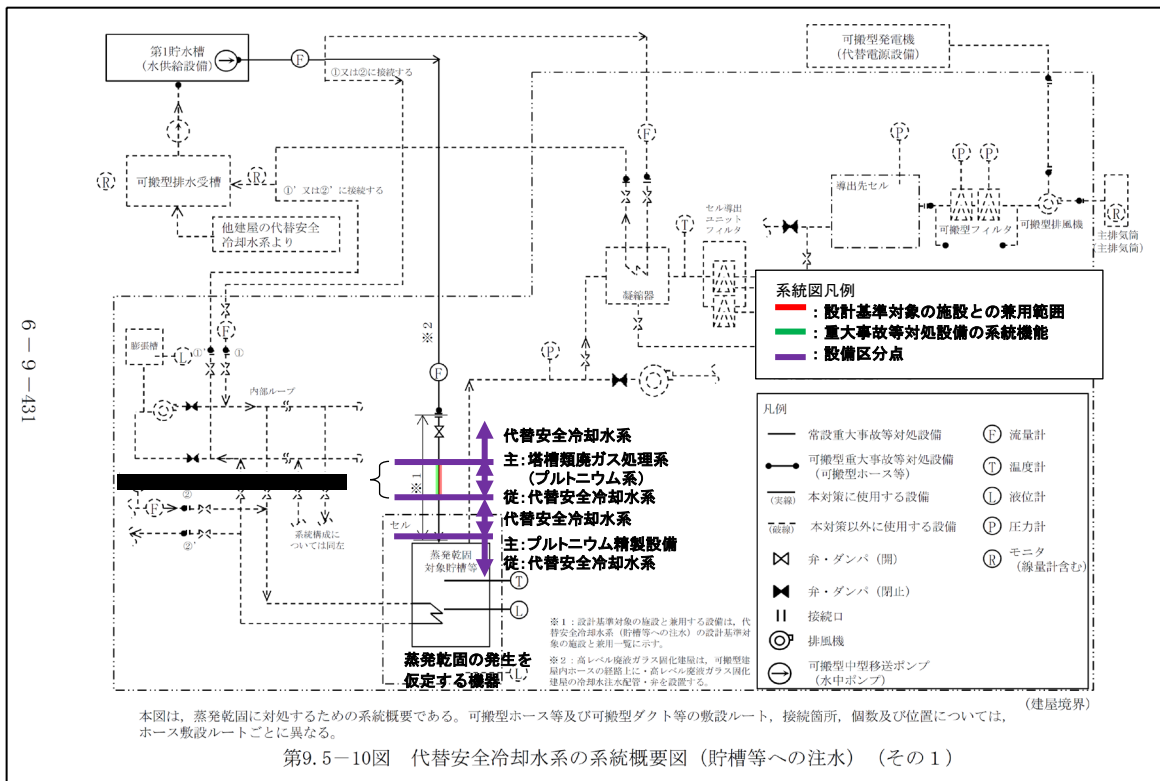 第1貯水槽
(水供給設備)
F
①又は②に接続する
可搬型発電機
(代替電源設備)
F
R
可搬型排水受槽
R
①’又は②’に接続する
他建屋の代替安全
冷却水系より
P
P
P
導出先セル
可搬型フィルタ
可搬型排風機
R
主排気筒
(主排気筒)
セル導出
ユニット
フィルタ
T
凝縮器
系統図凡例
:設計基準対象の施設との兼用範囲
:重大事故等対処設備の系統機能
:設備区分点
6-9-431
膨張槽
L
F
①’
①
内部ループ
※2
F
P
代替安全冷却水系
主:塔槽類廃ガス処理系
(プルトニウム系)
従:代替安全冷却水系
※1
代替安全冷却水系
主:プルトニウム精製設備
従:代替安全冷却水系
②
F
②’
系統構成に
ついては同左
セル
蒸発乾固
対象貯槽等
T
L
L
蒸発乾固の発生を
仮定する機器
※1:設計基準対象の施設と兼用する設備は,代
替安全冷却水系(貯槽等への注水)の設計基準対
象の施設と兼用一覧に示す。
※2:高レベル廃液ガラス固化建屋は,可搬型建
屋内ホースの経路上に・高レベル廃液ガラス固化
建屋の冷却水注水配管・弁を設置する。
凡例
常設重大事故等対処設備
可搬型重大事故等対処設備
(可搬型ホース等)
(実線)
本対策に使用する設備
(破線)
本対策以外に使用する設備
弁・ダンパ(開)
弁・ダンパ(閉止)
接続口
排風機
可搬型中型移送ポンプ
(水中ポンプ)
F 流量計
T 温度計
L 液位計
P 圧力計
R モニタ
(線量計含む)
(建屋境界)
本図は,蒸発乾固に対処するための系統概要である。可搬型ホース等及び可搬型ダクト等の敷設ルート,接続箇所,個数及び位置については,
ホース敷設ルートごとに異なる。
第9.5-10図 代替安全冷却水系の系統概要図(貯槽等への注水)(その1)